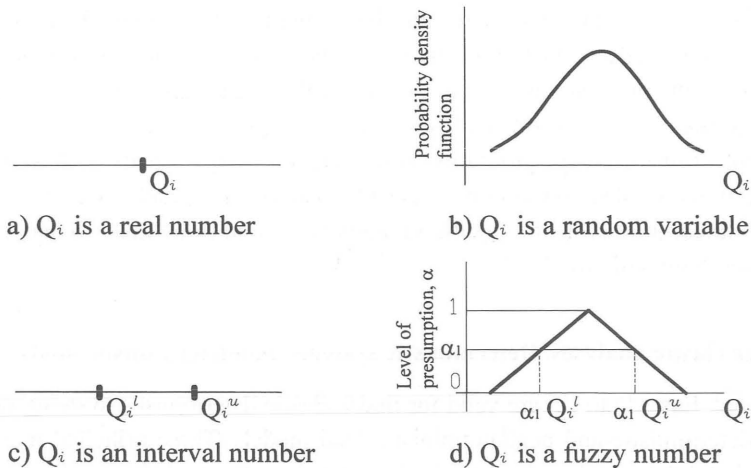 Qᵢ
a) Qᵢ is a real number
Probability density
function
Qᵢ
b) Qᵢ is a random variable
Qᵢˡ Qᵢᵘ
c) Qᵢ is an interval number
Level of
presumption, α
1
α₁
0
α₁ Qᵢˡ α₁ Qᵢᵘ Qᵢ
d) Qᵢ is a fuzzy number